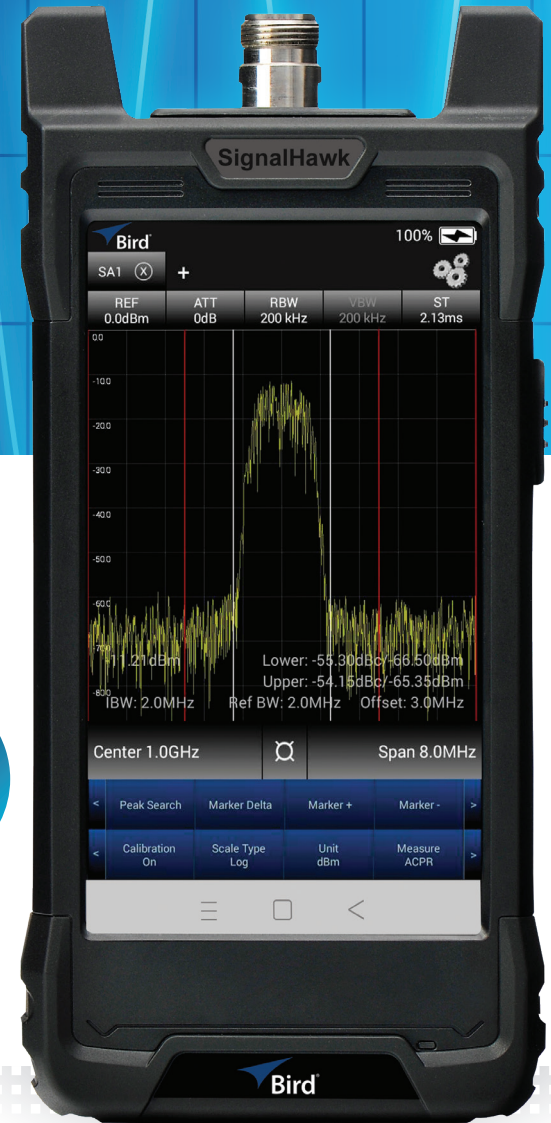 SignalHawk
Bird
100%
SA1 X +
REF ATT RBW VBW ST
0.0dBm 0dB 200 kHz 200 kHz 2.13ms
0.0
-10.0
-20.0
-30.0
-40.0
-50.0
-60.0
-70.0
-11.21dBm Lower: -55.30dBc/-66.50dBm
Upper: -54.15dBc/-65.35dBm
-80.0
IBW: 2.0MHz Ref BW: 2.0MHz Offset: 3.0MHz
Center 1.0GHz Span 8.0MHz
< Peak Search Marker Delta Marker + Marker - >
< Calibration Scale Type Unit Measure >
On Log dBm ACPR
Bird